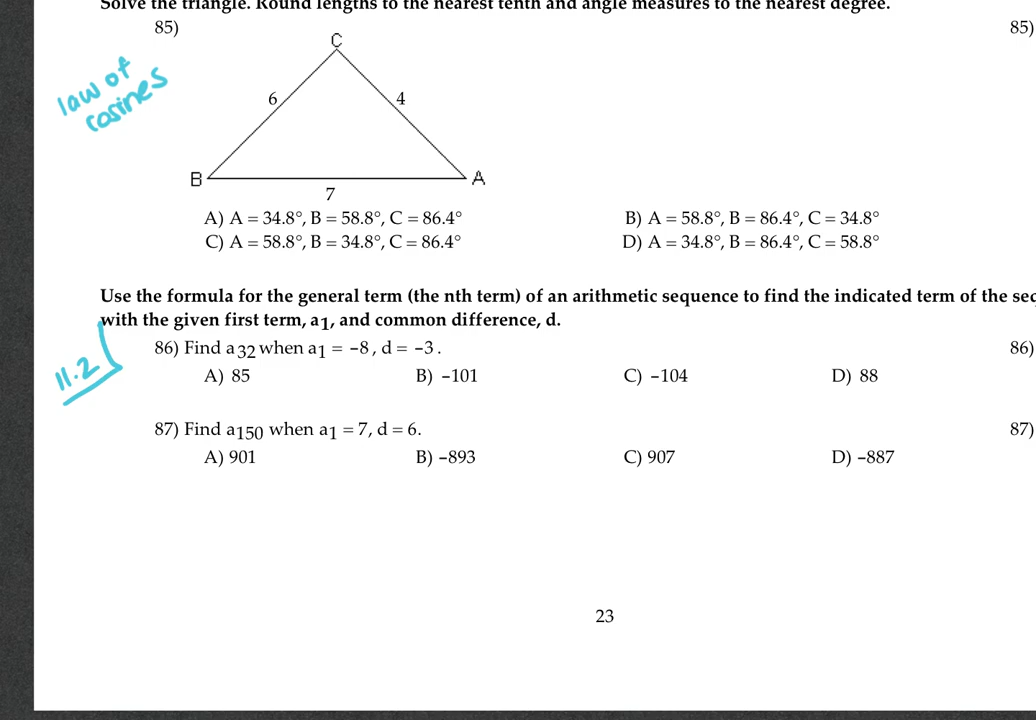 Solve the triangle. Round lengths to the nearest tenth and angle measures to the nearest degree.
85)
85)
law of
cosines
C
6
4
B
A
7
A) A = 34.8°, B = 58.8°, C = 86.4°
B) A = 58.8°, B = 86.4°, C = 34.8°
C) A = 58.8°, B = 34.8°, C = 86.4°
D) A = 34.8°, B = 86.4°, C = 58.8°
Use the formula for the general term (the nth term) of an arithmetic sequence to find the indicated term of the seq
with the given first term, a1, and common difference, d.
11.2
86) Find a32 when a1 = -8, d = -3.
86)
A) 85
B) -101
C) -104
D) 88
87) Find a150 when a1 = 7, d = 6.
87)
A) 901
B) -893
C) 907
D) -887
23